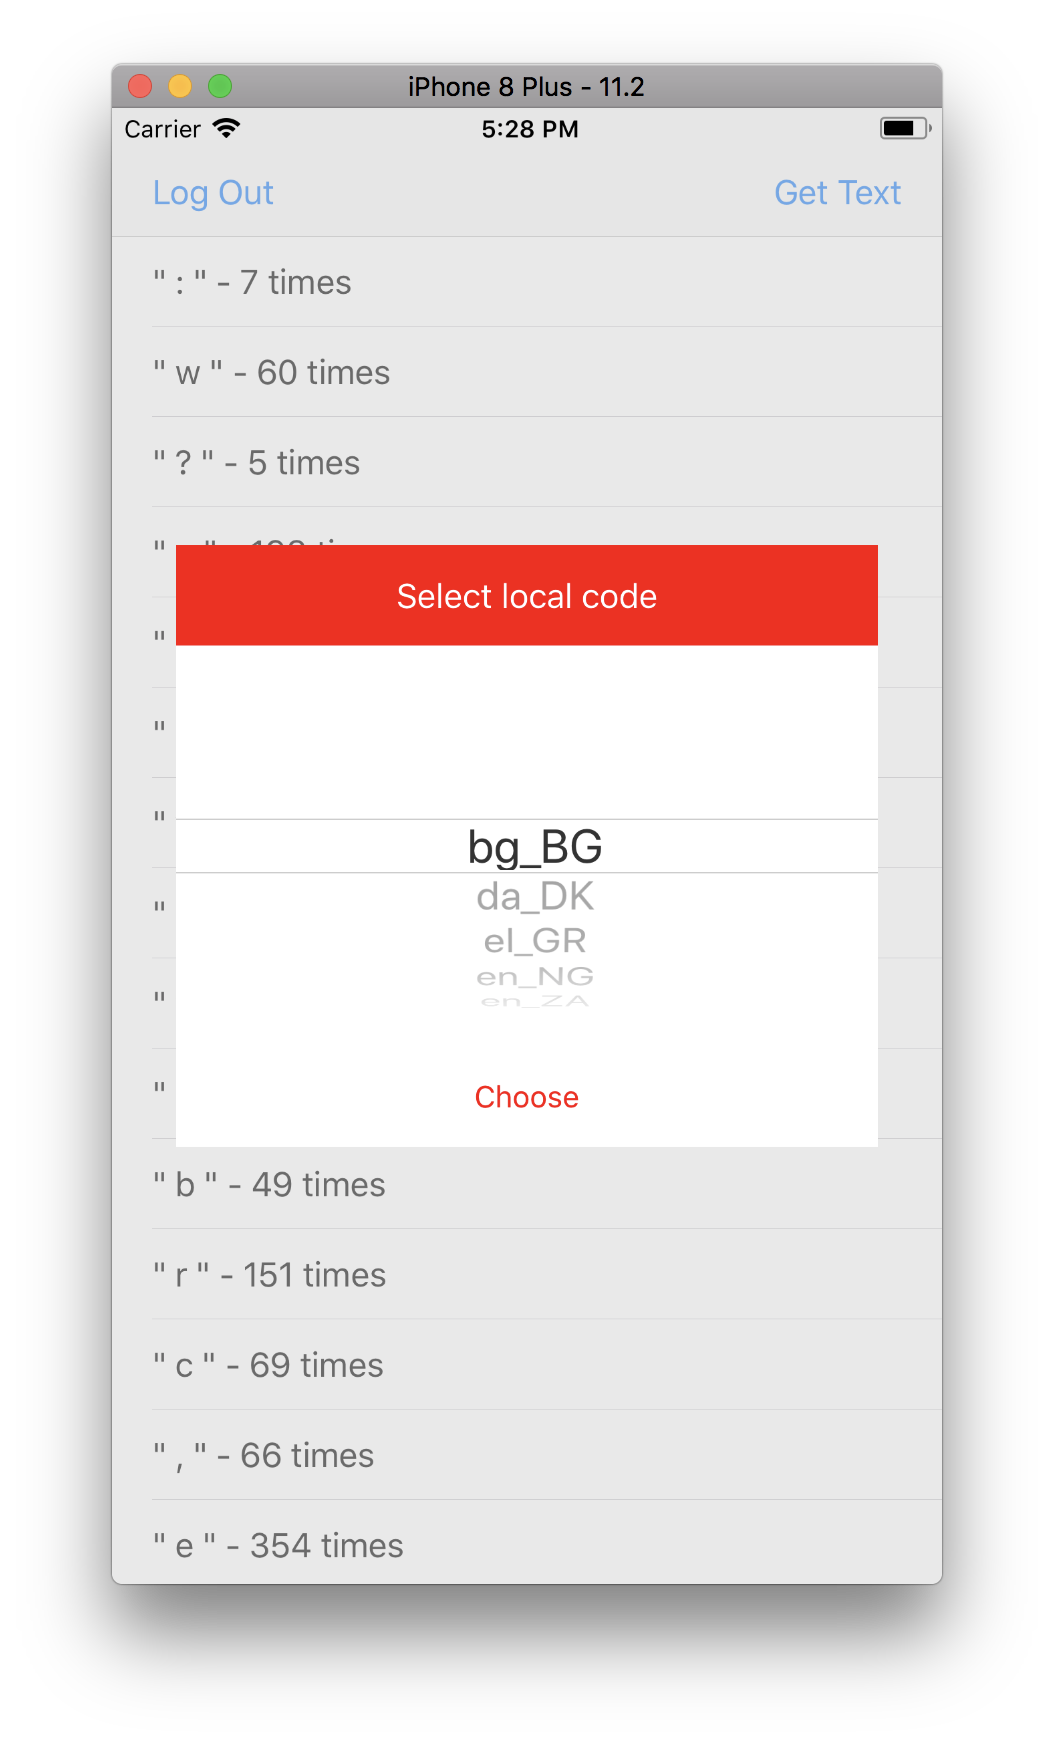 iPhone 8 Plus - 11.2
Carrier 5:28 PM
Log Out Get Text
" : " - 7 times
" w " - 60 times
" ? " - 5 times
"
Select local code
"
"
"
bg_BG
da_DK
"
el_GR
en_NG
"
en_ZA
"
Choose
" b " - 49 times
" r " - 151 times
" c " - 69 times
" , " - 66 times
" e " - 354 times